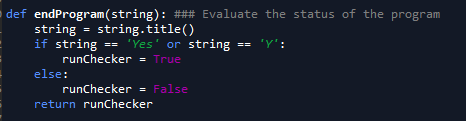 def endProgram(string): ### Evaluate the status of the program
    string = string.title()
    if string == 'Yes' or string == 'Y':
        runChecker = True
    else:
        runChecker = False
    return runChecker